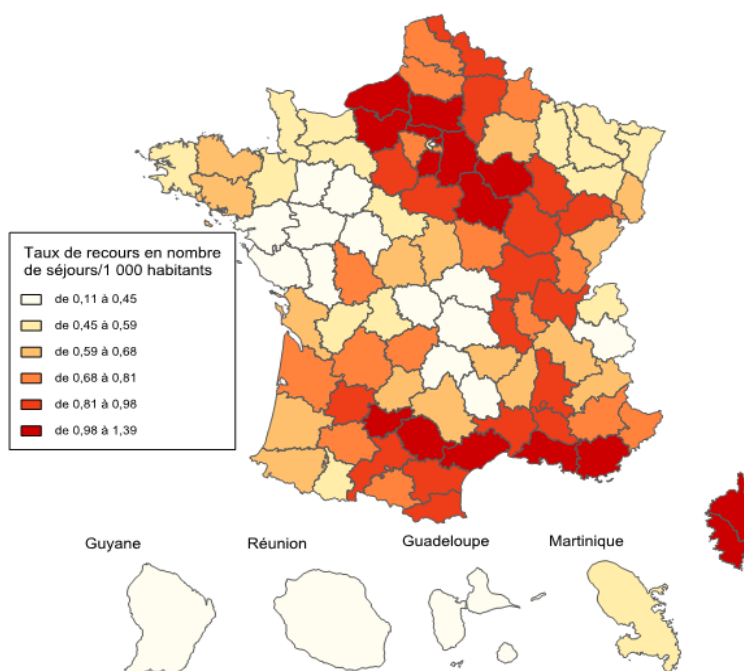 Taux de recours en nombre
de séjours/1 000 habitants
de 0,11 à 0,45
de 0,45 à 0,59
de 0,59 à 0,68
de 0,68 à 0,81
de 0,81 à 0,98
de 0,98 à 1,39
Guyane Réunion Guadeloupe Martinique